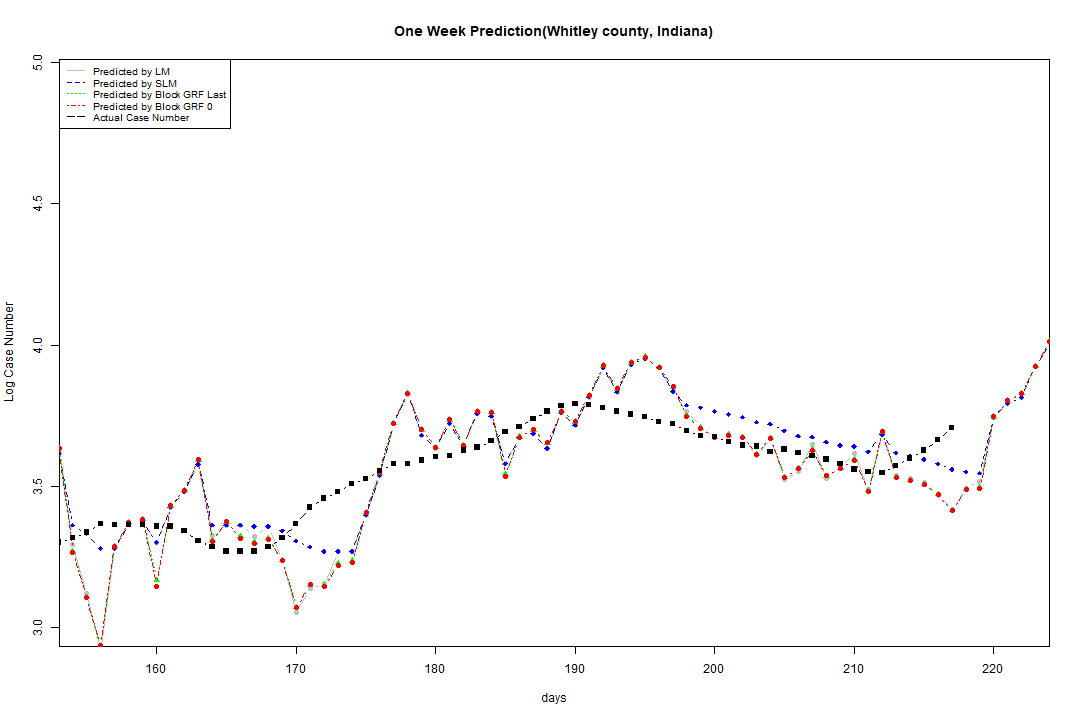 One Week Prediction(Whitley county, Indiana)
5.0
4.5
4.0
3.5
3.0
Log Case Number
Predicted by LM
Predicted by SLM
Predicted by Block GRF Last
Predicted by Block GRF 0
Actual Case Number
160 170 180 190 200 210 220
days